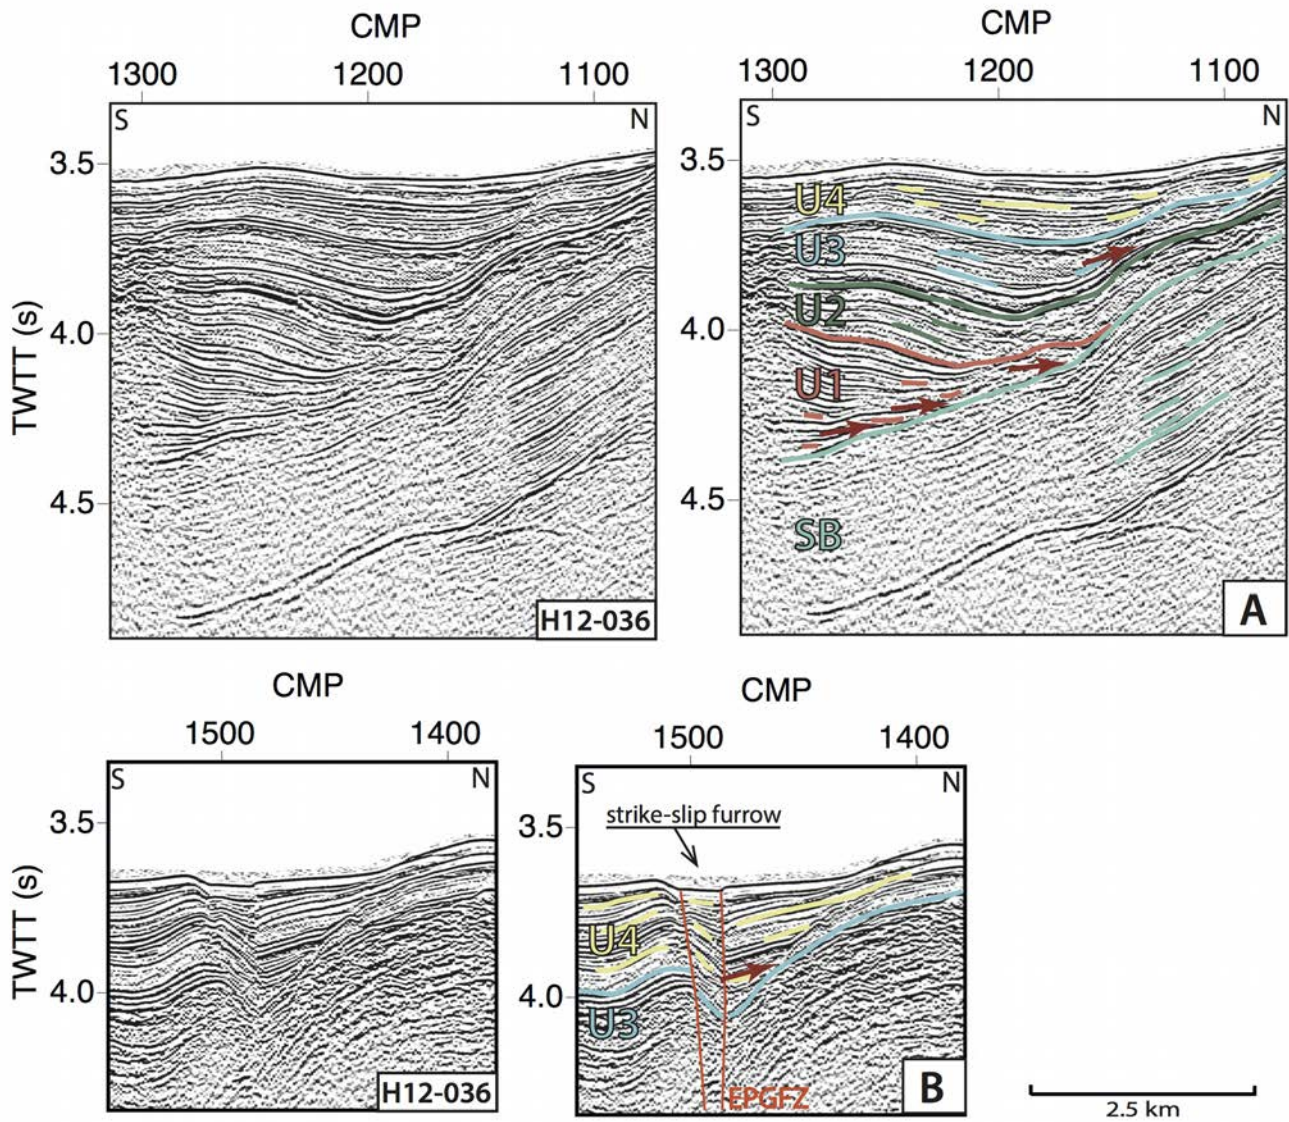 CMP
1300 1200 1100
S N
3.5
4.0
4.5
TWTT (s)
H12-036
CMP
1300 1200 1100
S N
3.5
4.0
4.5
U4
U3
U2
U1
SB
A
CMP
1500 1400
S N
3.5
4.0
TWTT (s)
H12-036
CMP
1500 1400
S N
strike-slip furrow
3.5
4.0
U4
U3
EPGFZ
B
2.5 km